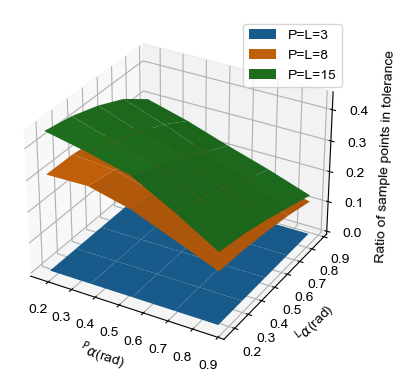 P=L=3
P=L=8
P=L=15
Ratio of sample points in tolerance
0.4
0.3
0.2
0.1
0.0
0.2 0.3 0.4 0.5 0.6 0.7 0.8 0.9
ᴾα(rad)
0.2 0.3 0.4 0.5 0.6 0.7 0.8 0.9
ᴸα(rad)